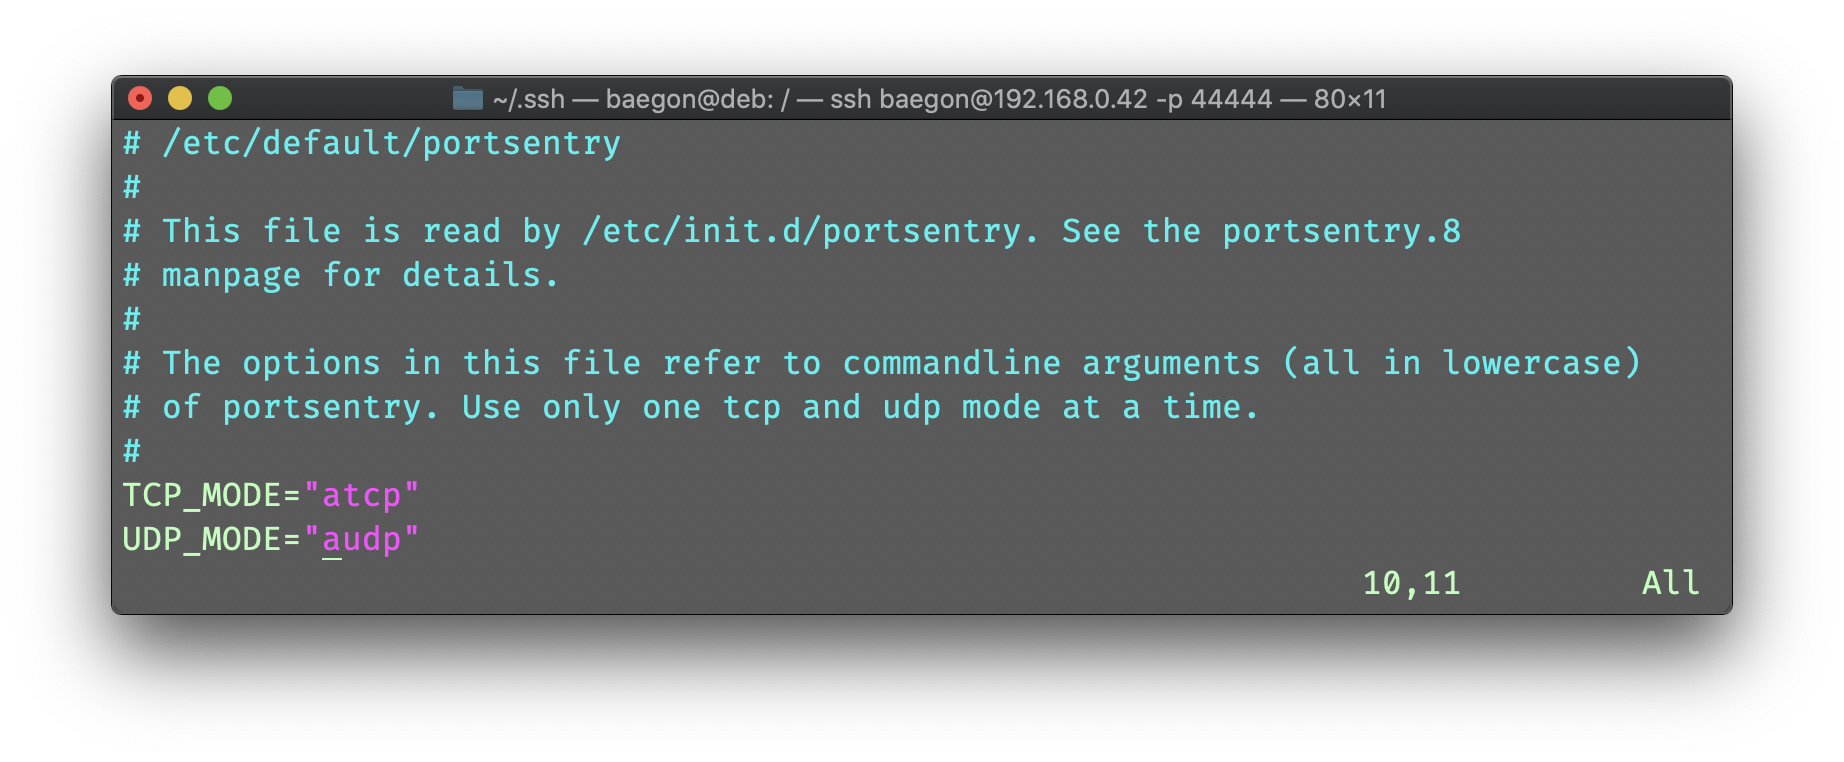 ~/.ssh — baegon@deb: / — ssh baegon@192.168.0.42 -p 44444 — 80×11
# /etc/default/portsentry
#
# This file is read by /etc/init.d/portsentry. See the portsentry.8
# manpage for details.
#
# The options in this file refer to commandline arguments (all in lowercase)
# of portsentry. Use only one tcp and udp mode at a time.
#
TCP_MODE="atcp"
UDP_MODE="audp"
10,11 All